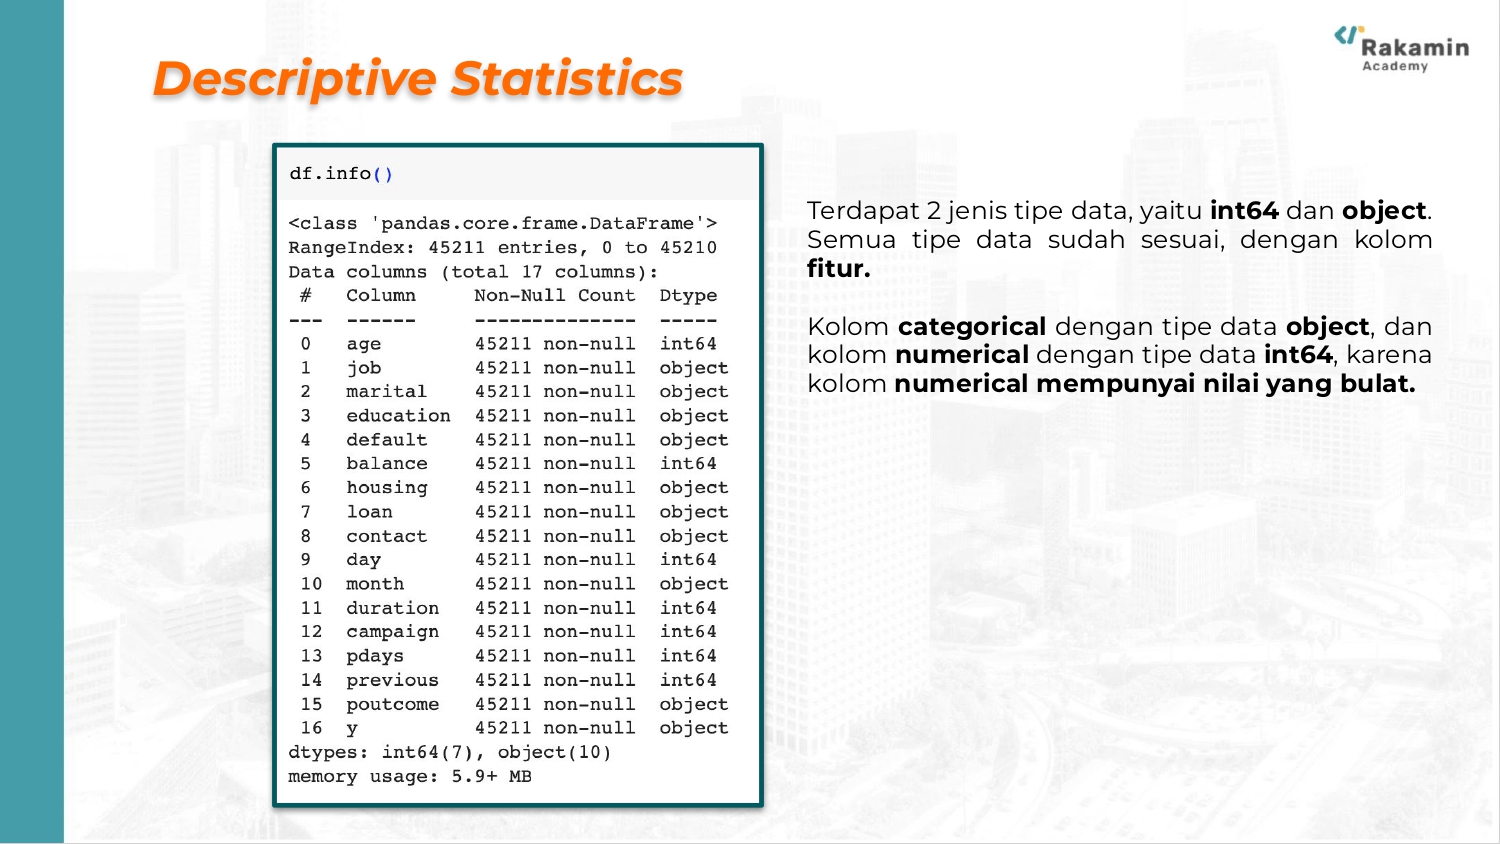 Rakamin
Academy
Descriptive Statistics
df.info()
<class 'pandas.core.frame.DataFrame'>
RangeIndex: 45211 entries, 0 to 45210
Data columns (total 17 columns):
# Column Non-Null Count Dtype
--- ------ -------------- -----
0 age 45211 non-null int64
1 job 45211 non-null object
2 marital 45211 non-null object
3 education 45211 non-null object
4 default 45211 non-null object
5 balance 45211 non-null int64
6 housing 45211 non-null object
7 loan 45211 non-null object
8 contact 45211 non-null object
9 day 45211 non-null int64
10 month 45211 non-null object
11 duration 45211 non-null int64
12 campaign 45211 non-null int64
13 pdays 45211 non-null int64
14 previous 45211 non-null int64
15 poutcome 45211 non-null object
16 y 45211 non-null object
dtypes: int64(7), object(10)
memory usage: 5.9+ MB
Terdapat 2 jenis tipe data, yaitu int64 dan object.
Semua tipe data sudah sesuai, dengan kolom
fitur.
Kolom categorical dengan tipe data object, dan
kolom numerical dengan tipe data int64, karena
kolom numerical mempunyai nilai yang bulat.